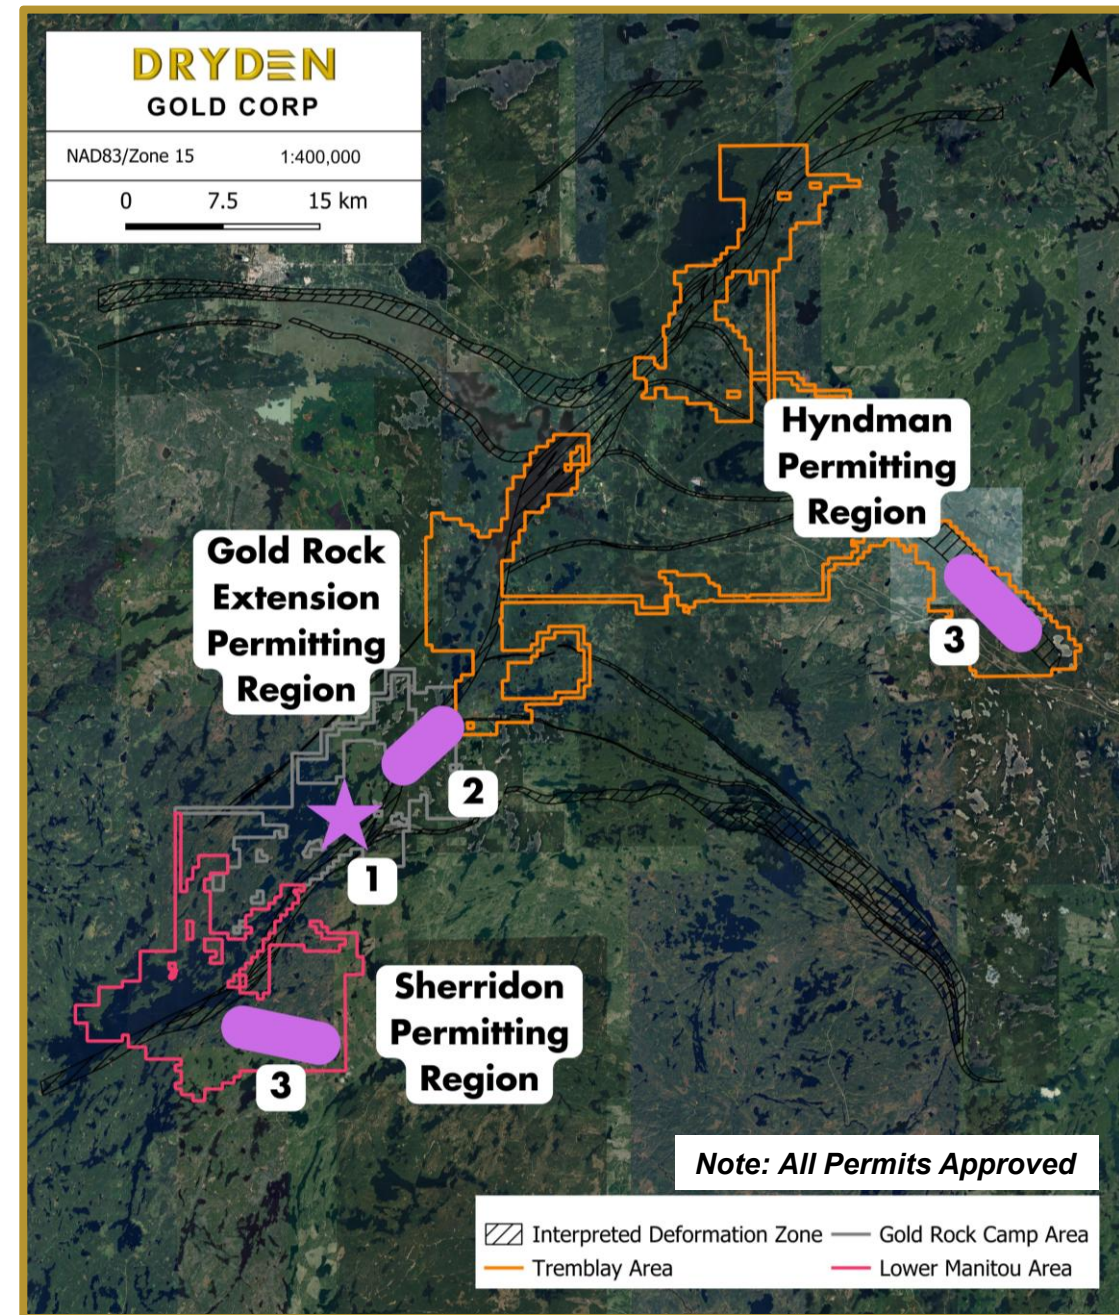 DRYDEN
GOLD CORP
NAD83/Zone 15 1:400,000
0 7.5 15 km
Hyndman
Permitting
Region
Gold Rock
Extension
Permitting
Region
3
2
1
Sherridon
Permitting
Region
3
Note: All Permits Approved
Interpreted Deformation Zone Gold Rock Camp Area
Tremblay Area Lower Manitou Area